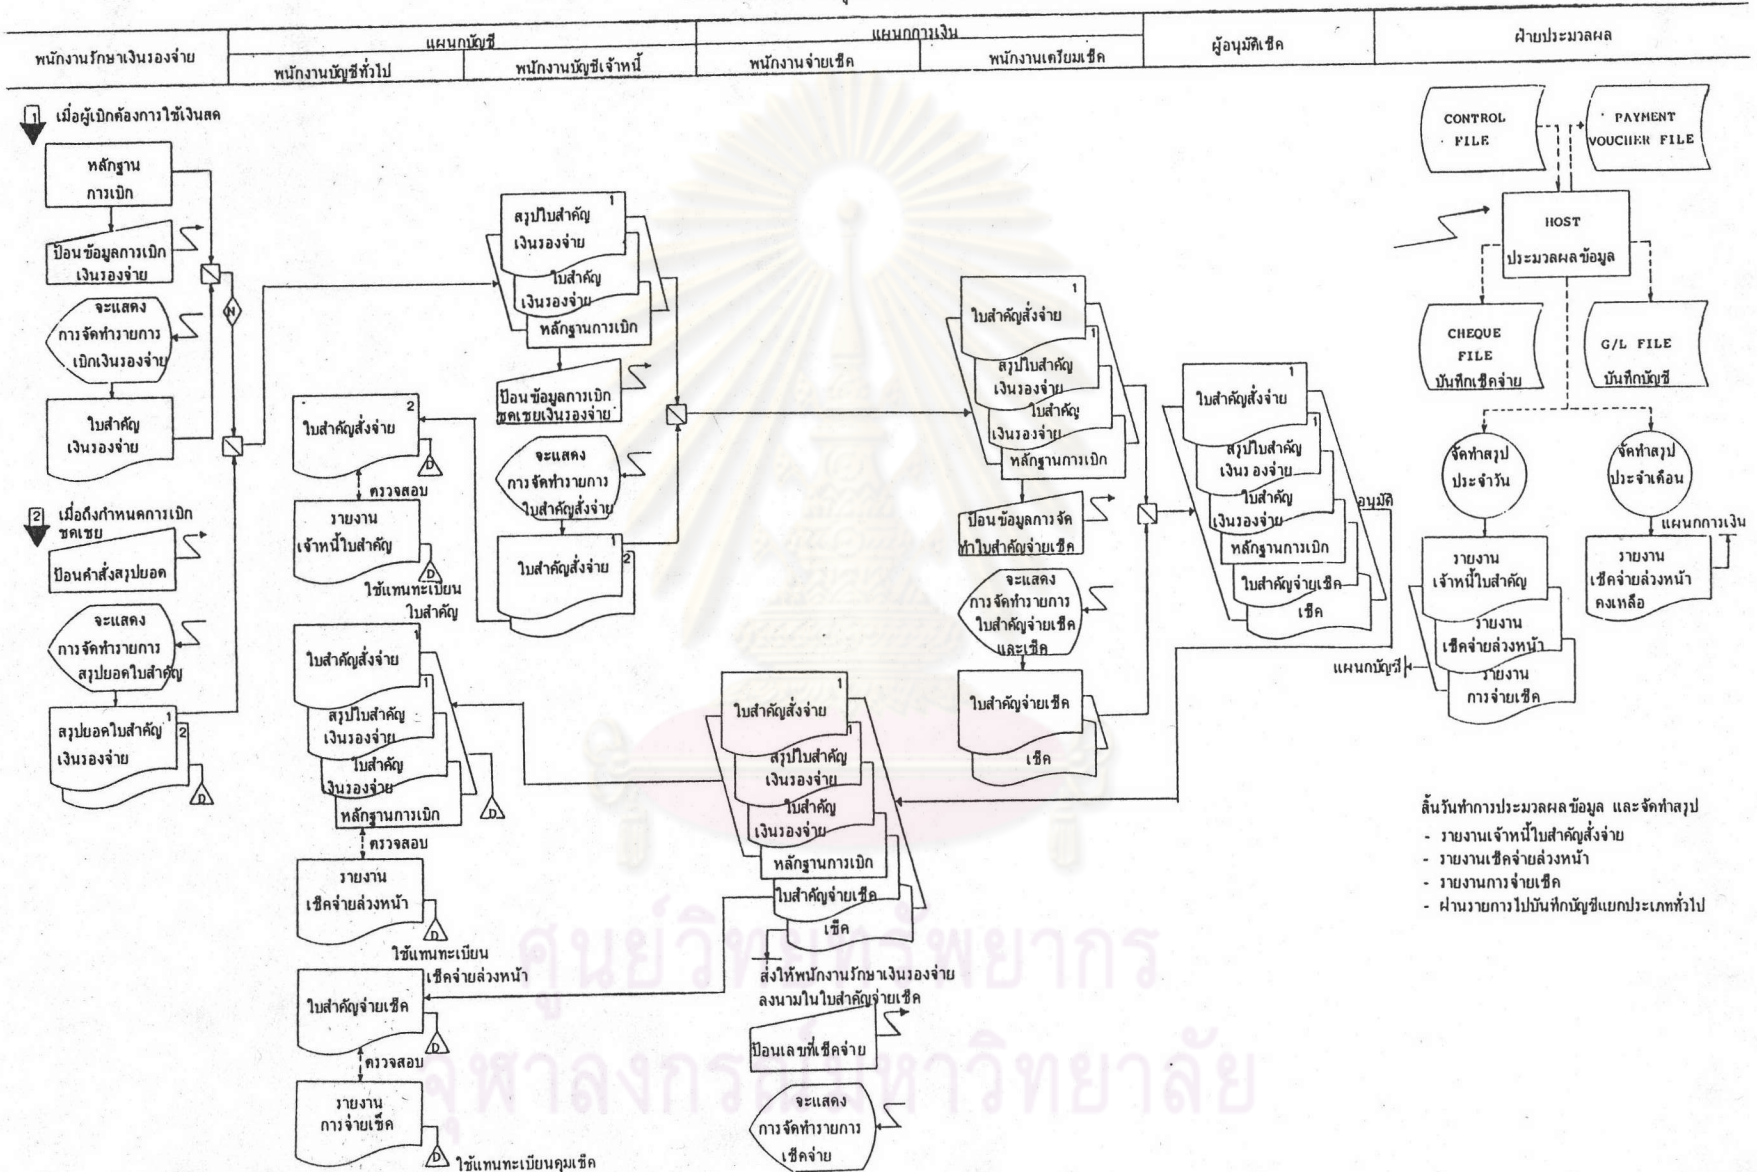 พนักงานรักษาเงินรองจ่าย
แผนกบัญชี
พนักงานบัญชีทั่วไป
พนักงานบัญชีเจ้าหนี้
แผนกการเงิน
พนักงานจ่ายเช็ค
พนักงานเตรียมเช็ค
ผู้อนุมัติเช็ค
ฝ่ายประมวลผล
1
เมื่อผู้เบิกต้องการใช้เงินสด
หลักฐาน
การเบิก
ป้อนข้อมูลการเบิก
เงินรองจ่าย
จะแสดง
การจัดทำรายการ
เบิกเงินรองจ่าย
ใบสำคัญ
เงินรองจ่าย
N
2
เมื่อถึงกำหนดการเบิก
ชดเชย
ป้อนคำสั่งสรุปยอด
จะแสดง
การจัดทำรายการ
สรุปยอดใบสำคัญ
1
สรุปยอดใบสำคัญ
2
เงินรองจ่าย
D
2
ใบสำคัญสั่งจ่าย
D
ตรวจสอบ
รายงาน
เจ้าหนี้ใบสำคัญ
D
ใช้แทนทะเบียน
ใบสำคัญ
1
ใบสำคัญสั่งจ่าย
1
สรุปใบสำคัญ
เงินรองจ่าย
ใบสำคัญ
เงินรองจ่าย
หลักฐานการเบิก
D
ตรวจสอบ
รายงาน
เช็คจ่ายล่วงหน้า
D
ใช้แทนทะเบียน
เช็คจ่ายล่วงหน้า
ใบสำคัญจ่ายเช็ค
D
ตรวจสอบ
รายงาน
การจ่ายเช็ค
D
ใช้แทนทะเบียนคุมเช็ค
1
สรุปใบสำคัญ
เงินรองจ่าย
ใบสำคัญ
เงินรองจ่าย
หลักฐานการเบิก
ป้อนข้อมูลการเบิก
ชดเชยเงินรองจ่าย
จะแสดง
การจัดทำรายการ
ใบสำคัญสั่งจ่าย
1
ใบสำคัญสั่งจ่าย
2
1
ใบสำคัญสั่งจ่าย
1
สรุปใบสำคัญ
เงินรองจ่าย
ใบสำคัญ
เงินรองจ่าย
หลักฐานการเบิก
ใบสำคัญจ่ายเช็ค
เช็ค
ส่งให้พนักงานรักษาเงินรองจ่าย
ลงนามในใบสำคัญจ่ายเช็ค
ป้อนเลขที่เช็คจ่าย
จะแสดง
การจัดทำรายการ
เช็คจ่าย
1
ใบสำคัญสั่งจ่าย
1
สรุปใบสำคัญ
เงินรองจ่าย
ใบสำคัญ
เงินรองจ่าย
หลักฐานการเบิก
ป้อนข้อมูลการจัด
ทำใบสำคัญจ่ายเช็ค
จะแสดง
การจัดทำรายการ
ใบสำคัญจ่ายเช็ค
และเช็ค
ใบสำคัญจ่ายเช็ค
เช็ค
1
ใบสำคัญสั่งจ่าย
1
สรุปใบสำคัญ
เงินรองจ่าย
ใบสำคัญ
เงินรองจ่าย
หลักฐานการเบิก
ใบสำคัญจ่ายเช็ค
เช็ค
อนุมัติ
CONTROL
FILE
PAYMENT
VOUCHER FILE
HOST
ประมวลผลข้อมูล
CHEQUE
FILE
บันทึกเช็คจ่าย
G/L FILE
บันทึกบัญชี
จัดทำสรุป
ประจำวัน
จัดทำสรุป
ประจำเดือน
แผนกการเงิน
รายงาน
เจ้าหนี้ใบสำคัญ
รายงาน
เช็คจ่ายล่วงหน้า
รายงาน
การจ่ายเช็ค
แผนกบัญชี
รายงาน
เช็คจ่ายล่วงหน้า
คงเหลือ
สิ้นวันทำการประมวลผลข้อมูล และจัดทำสรุป
- รายงานเจ้าหนี้ใบสำคัญสั่งจ่าย
- รายงานเช็คจ่ายล่วงหน้า
- รายงานการจ่ายเช็ค
- ผ่านรายการไปบันทึกบัญชีแยกประเภททั่วไป
ศูนย์วิทยทรัพยากร
จุฬาลงกรณ์มหาวิทยาลัย